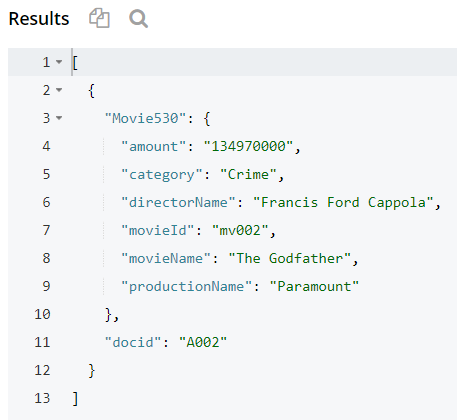 Results
1 [
2 {
3 "Movie530": {
4 "amount": "134970000",
5 "category": "Crime",
6 "directorName": "Francis Ford Cappola",
7 "movieId": "mv002",
8 "movieName": "The Godfather",
9 "productionName": "Paramount"
10 },
11 "docid": "A002"
12 }
13 ]